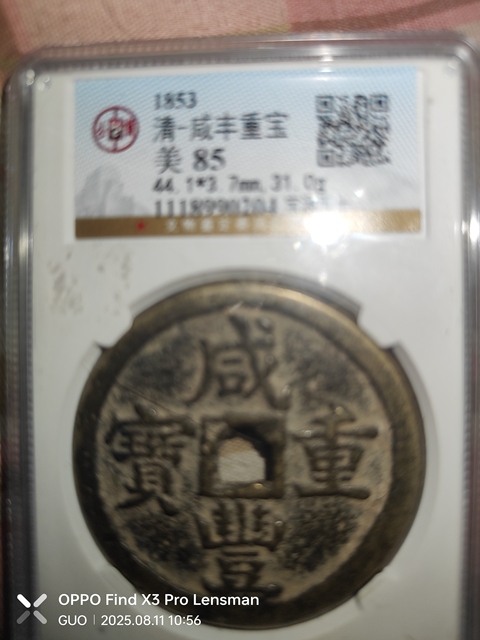 1853
清-咸丰重宝
美 85
44.1*3.7mm, 31.0g
1118990204
咸
寶 重
豐
OPPO Find X3 Pro Lensman
GUO | 2025.08.11 10:56